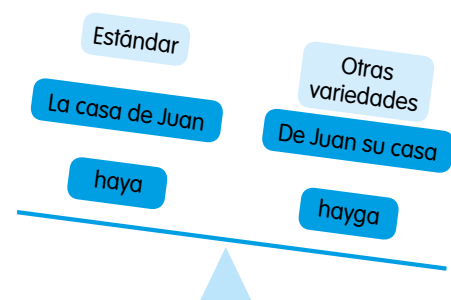 Estándar
La casa de Juan
haya
Otras
variedades
De Juan su casa
hayga